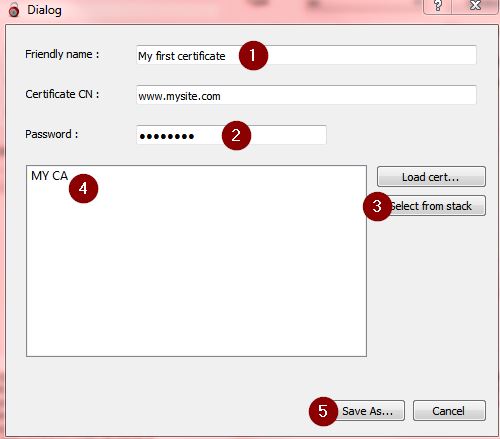 Dialog
?
Friendly name : My first certificate 1
Certificate CN : www.mysite.com
Password : ●●●●●●●● 2
MY CA 4
Load cert...
3 Select from stack
5 Save As... Cancel